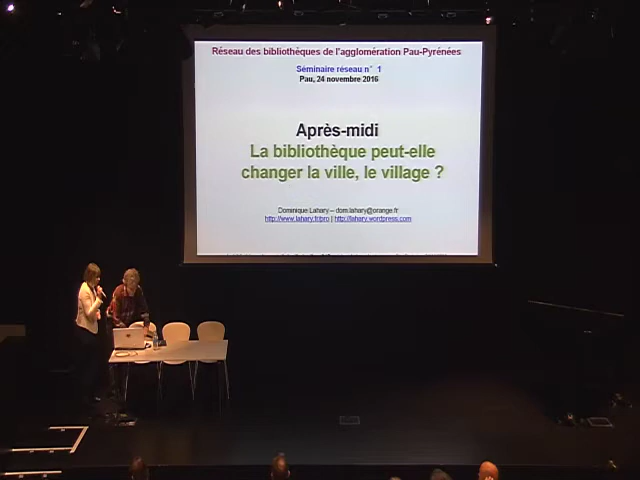 Réseau des bibliothèques de l'agglomération Pau-Pyrénées
Séminaire réseau n° 1
Pau, 24 novembre 2016
Après-midi
La bibliothèque peut-elle
changer la ville, le village ?
Dominique Lahary – dom.lahary@orange.fr
http://www.lahary.fr/pro | http://lahary.wordpress.com